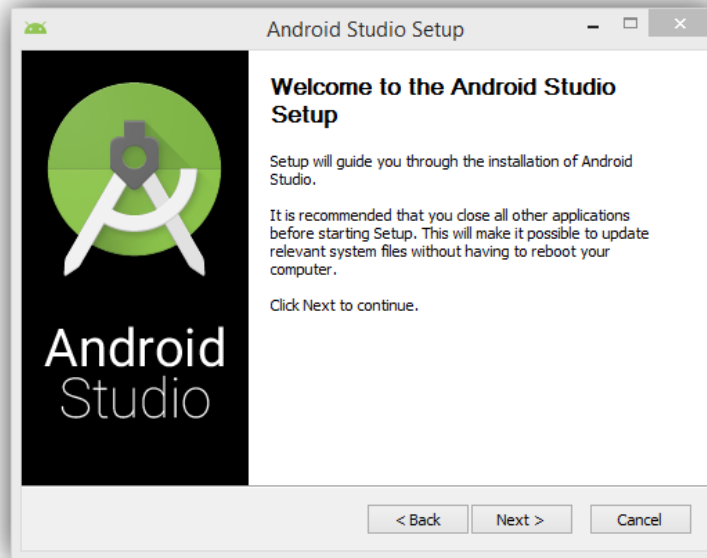 Android Studio Setup
Welcome to the Android Studio
Setup
Setup will guide you through the installation of Android
Studio.
It is recommended that you close all other applications
before starting Setup. This will make it possible to update
relevant system files without having to reboot your
computer.
Click Next to continue.
Android
Studio
< Back
Next >
Cancel